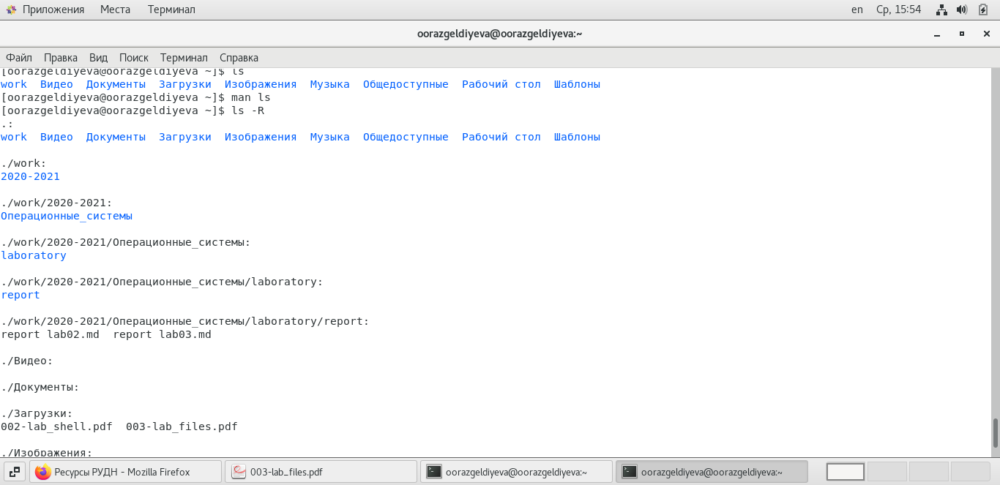 Приложения Места Терминал en Ср, 15:54
oorazgeldiyeva@oorazgeldiyeva:~
Файл Правка Вид Поиск Терминал Справка
[oorazgeldiyeva@oorazgeldiyeva ~]$ ls
work Видео Документы Загрузки Изображения Музыка Общедоступные Рабочий стол Шаблоны
[oorazgeldiyeva@oorazgeldiyeva ~]$ man ls
[oorazgeldiyeva@oorazgeldiyeva ~]$ ls -R
.:
work Видео Документы Загрузки Изображения Музыка Общедоступные Рабочий стол Шаблоны
./work:
2020-2021
./work/2020-2021:
Операционные_системы
./work/2020-2021/Операционные_системы:
laboratory
./work/2020-2021/Операционные_системы/laboratory:
report
./work/2020-2021/Операционные_системы/laboratory/report:
report lab02.md report lab03.md
./Видео:
./Документы:
./Загрузки:
002-lab_shell.pdf 003-lab_files.pdf
./Изображения:
Ресурсы РУДН - Mozilla Firefox 003-lab_files.pdf oorazgeldiyeva@oorazgeldiyeva:~ oorazgeldiyeva@oorazgeldiyeva:~